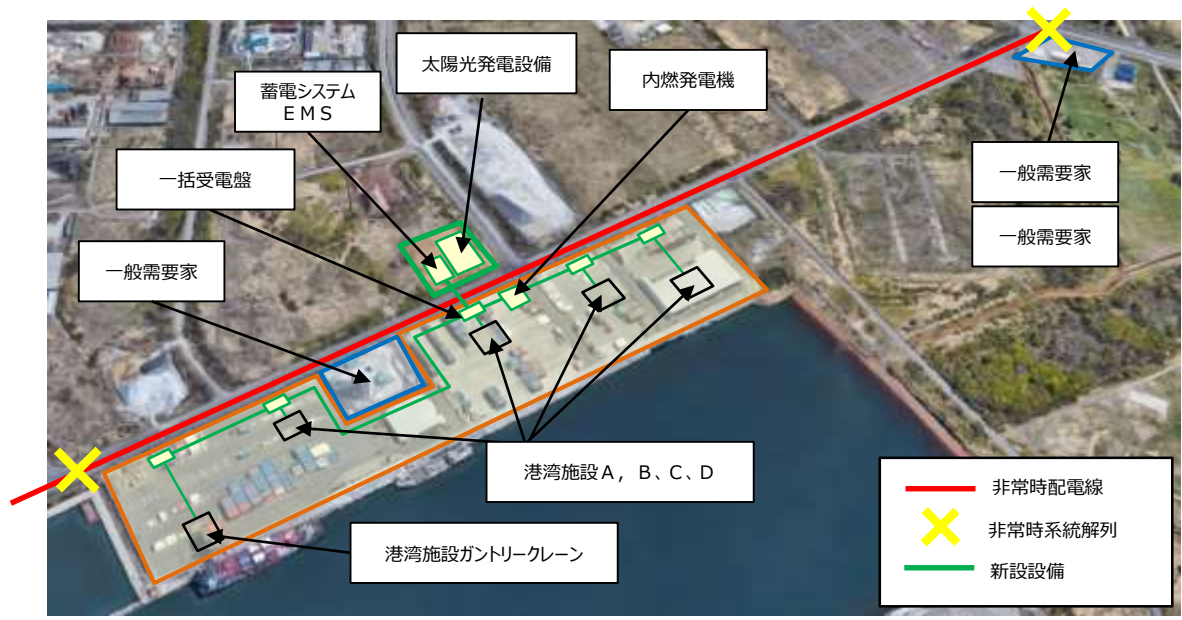 太陽光発電設備
内燃発電機
蓄電システム
ＥＭＳ
一括受電盤
一般需要家
一般需要家
一般需要家
港湾施設Ａ，Ｂ、Ｃ、Ｄ
港湾施設ガントリークレーン
非常時配電線
非常時系統解列
新設設備